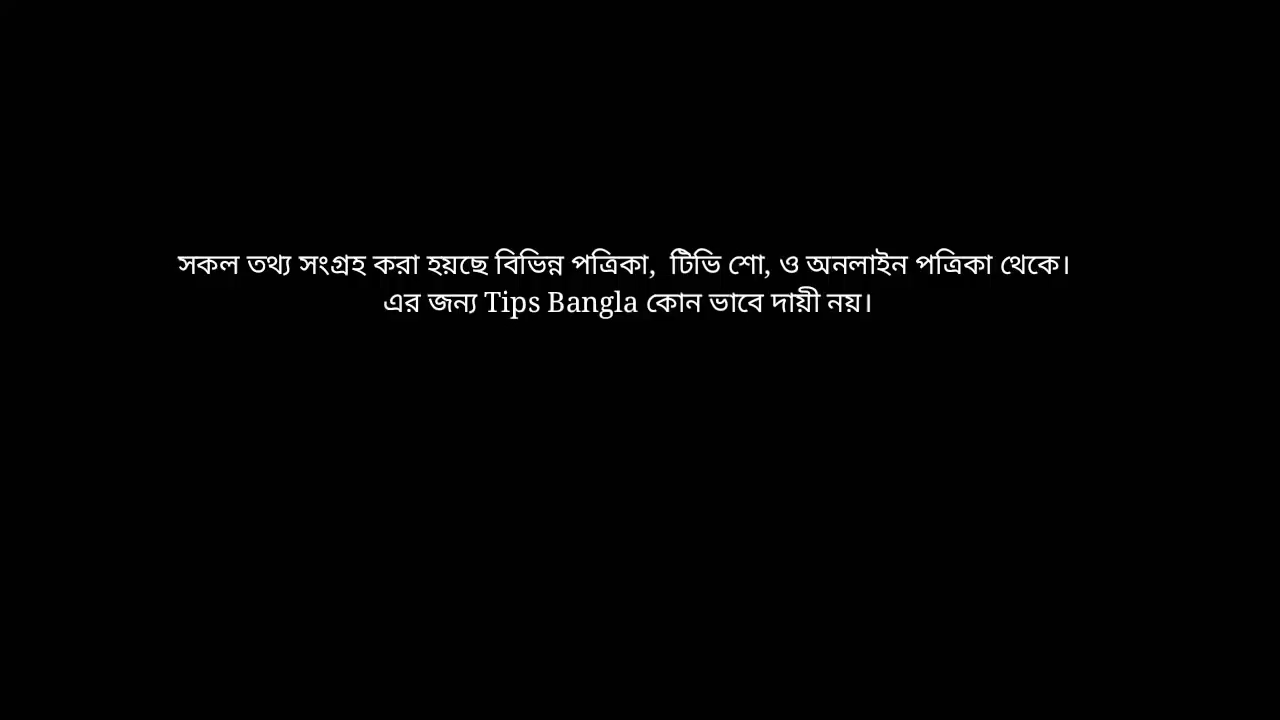 সকল তথ্য সংগ্রহ করা হয়ছে বিভিন্ন পত্রিকা, টিভি শো, ও অনলাইন পত্রিকা থেকে।
এর জন্য Tips Bangla কোন ভাবে দায়ী নয়।